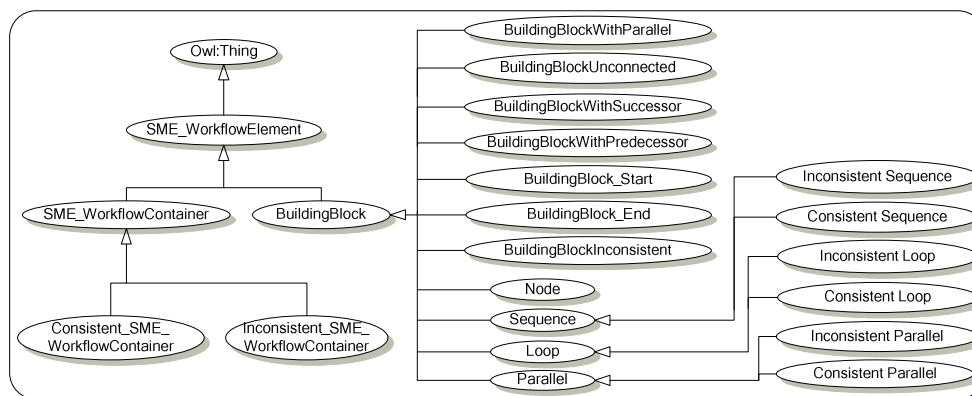 Owl:Thing
SME_WorkflowElement
SME_WorkflowContainer
BuildingBlock
Consistent_SME_
WorkflowContainer
Inconsistent_SME_
WorkflowContainer
BuildingBlockWithParallel
BuildingBlockUnconnected
BuildingBlockWithSuccessor
BuildingBlockWithPredecessor
BuildingBlock_Start
BuildingBlock_End
BuildingBlockInconsistent
Node
Sequence
Loop
Parallel
Inconsistent Sequence
Consistent Sequence
Inconsistent Loop
Consistent Loop
Inconsistent Parallel
Consistent Parallel